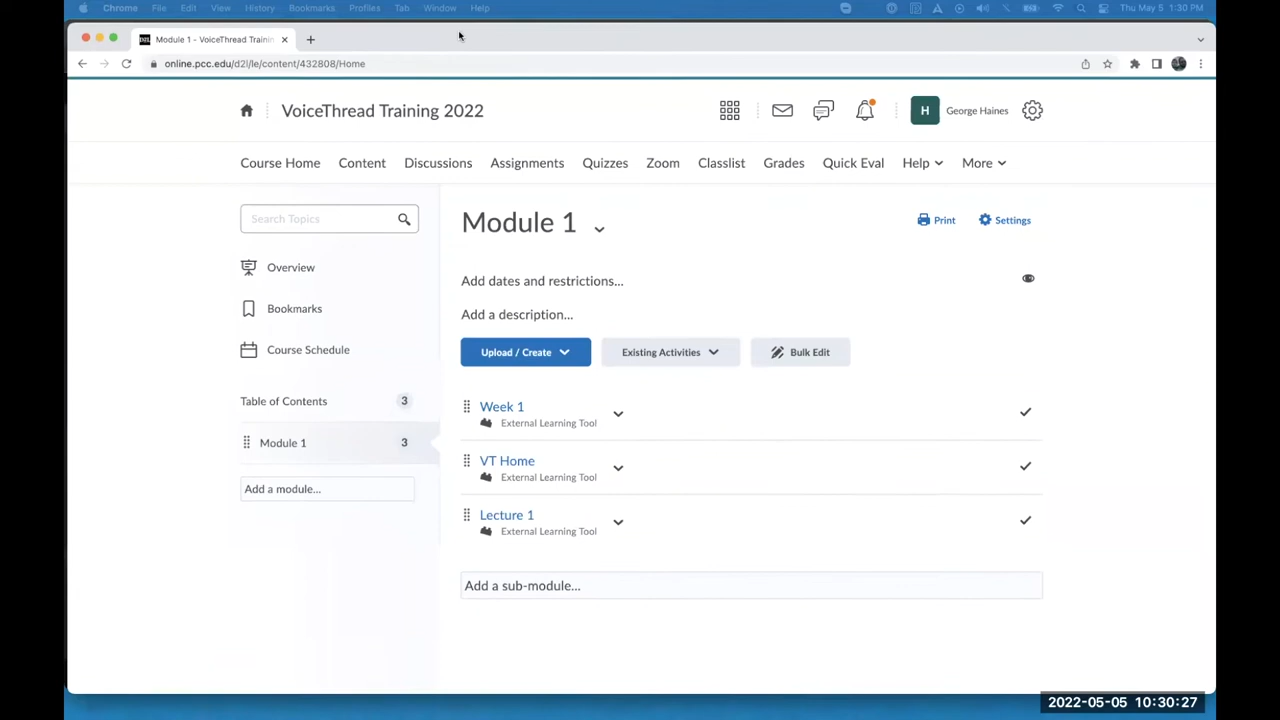 Chrome File Edit View History Bookmarks Profiles Tab Window Help Thu May 5 1:30 PM
D2L Module 1 - VoiceThread Trainin
online.pcc.edu/d2l/le/content/432808/Home
VoiceThread Training 2022 H George Haines
Course Home Content Discussions Assignments Quizzes Zoom Classlist Grades Quick Eval Help More
Search Topics
Module 1
Print Settings
Overview
Add dates and restrictions...
Bookmarks
Add a description...
Course Schedule
Upload / Create Existing Activities Bulk Edit
Table of Contents 3
Week 1
External Learning Tool
Module 1 3
VT Home
External Learning Tool
Add a module...
Lecture 1
External Learning Tool
Add a sub-module...
2022-05-05 10:30:27